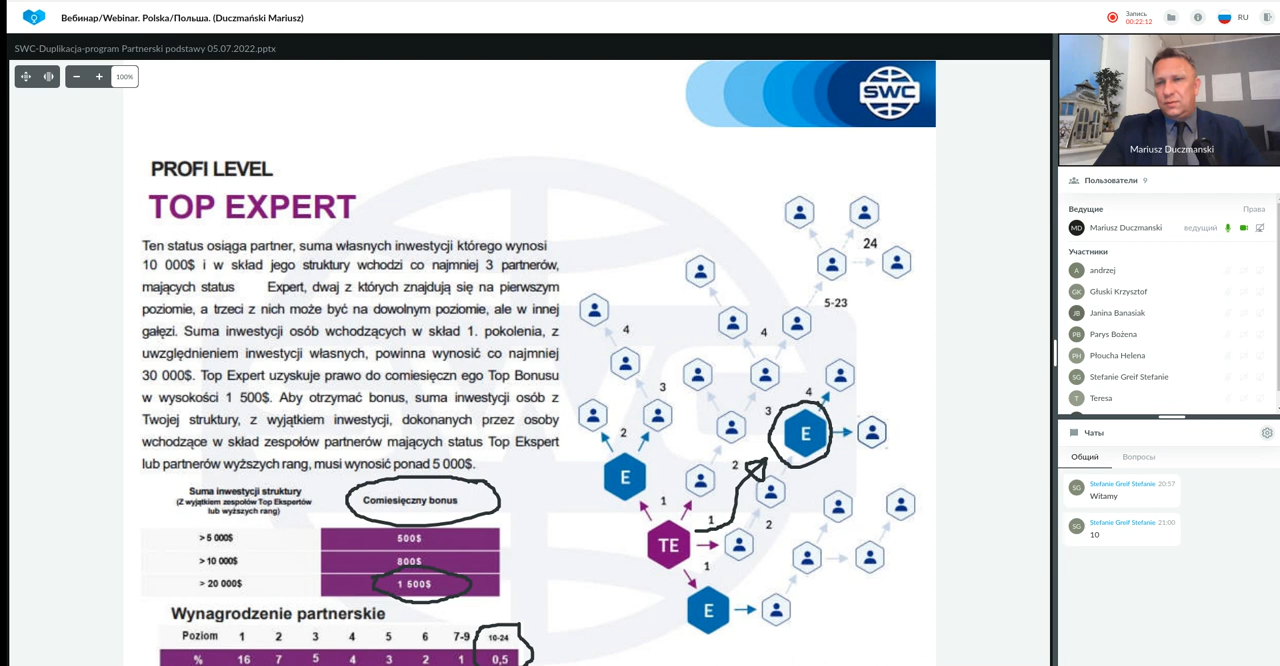 Вебинар/Webinar. Polska/Польша. (Duczmański Mariusz)
Запись
00:22:12
RU
SWC-Duplikacja-program Partnerski podstawy 05.07.2022.pptx
100%
SWC
PROFI LEVEL
TOP EXPERT
Ten status osiąga partner, suma własnych inwestycji którego wynosi
10 000$ i w skład jego struktury wchodzi co najmniej 3 partnerów,
mających status Expert, dwaj z których znajdują się na pierwszym
poziomie, a trzeci z nich może być na dowolnym poziomie, ale w innej
gałęzi. Suma inwestycji osób wchodzących w skład 1. pokolenia, z
uwzględnieniem inwestycji własnych, powinna wynosić co najmniej
30 000$. Top Expert uzyskuje prawo do comiesięczn ego Top Bonusu
w wysokości 1 500$. Aby otrzymać bonus, suma inwestycji osób z
Twojej struktury, z wyjątkiem inwestycji, dokonanych przez osoby
wchodzące w skład zespołów partnerów mających status Top Ekspert
lub partnerów wyższych rang, musi wynosić ponad 5 000$.
Suma inwestycji struktury
(Z wyjątkiem zespołów Top Ekspertów
lub wyższych rang)
Comiesięczny bonus
> 5 000$ 500$
> 10 000$ 800$
> 20 000$ 1 500$
Wynagrodzenie partnerskie
Poziom 1 2 3 4 5 6 7-9 10-24
% 16 7 5 4 3 2 1 0,5
24
5-23
4
4
3
4
3
E
2
E
2
1
1
2
TE
1
E
Mariusz Duczmanski
Пользователи 9
Ведущие Права
MD Mariusz Duczmanski ведущий
Участники
A andrzej
GK Głuski Krzysztof
JB Janina Banasiak
PB Parys Bożena
PH Płoucha Helena
SG Stefanie Greif Stefanie
T Teresa
Чаты
Общий Вопросы
SG Stefanie Greif Stefanie 20:57
Witamy
SG Stefanie Greif Stefanie 21:00
10